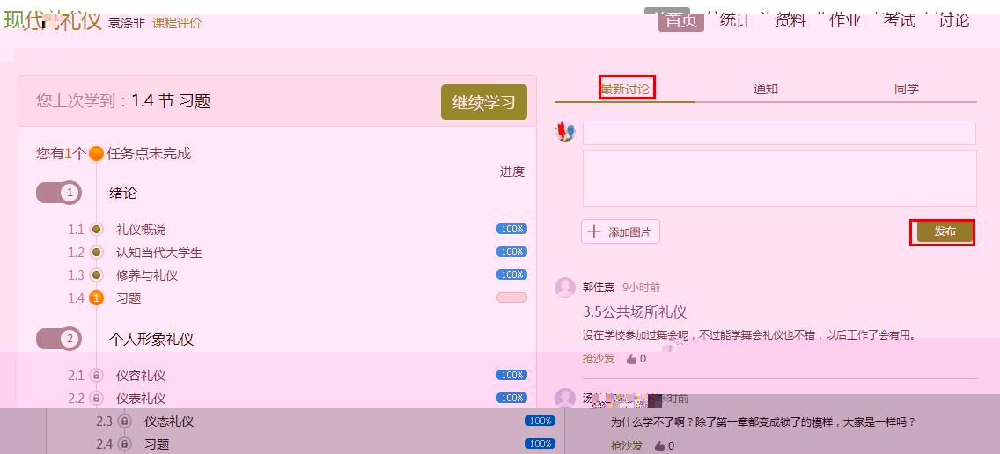 现代礼仪 袁涤非 课程评价
首页 统计 资料 作业 考试 讨论
您上次学到：1.4 节 习题
继续学习
您有1个 任务点未完成
进度
1 绪论
1.1 礼仪概说 100%
1.2 认知当代大学生 100%
1.3 修养与礼仪 100%
1.4 1 习题
2 个人形象礼仪
2.1 仪容礼仪 100%
2.2 仪表礼仪 100%
2.3 仪态礼仪 100%
2.4 习题 100%
最新讨论 通知 同学
添加图片
发布
郭佳熹 9小时前
3.5公共场所礼仪
没在学校参加过舞会呢，不过能学舞会礼仪也不错，以后工作了会有用。
抢沙发 0
汤 时前
为什么学不了啊？除了第一章都变成锁了的模样，大家是一样吗？
抢沙发 0